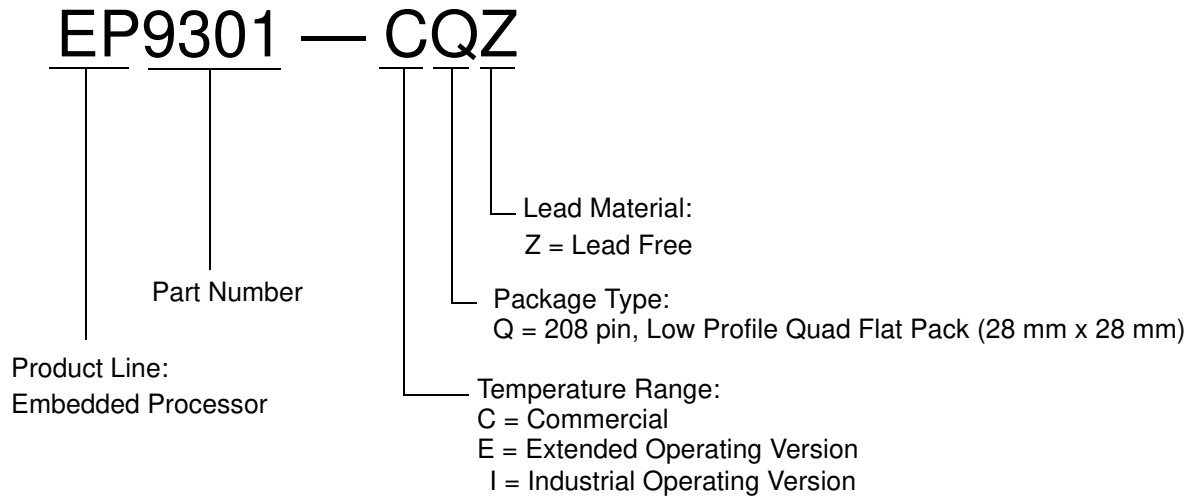 EP9301 — CQZ
Lead Material:
Z = Lead Free
Part Number
Package Type:
Q = 208 pin, Low Profile Quad Flat Pack (28 mm x 28 mm)
Product Line:
Embedded Processor
Temperature Range:
C = Commercial
E = Extended Operating Version
I = Industrial Operating Version